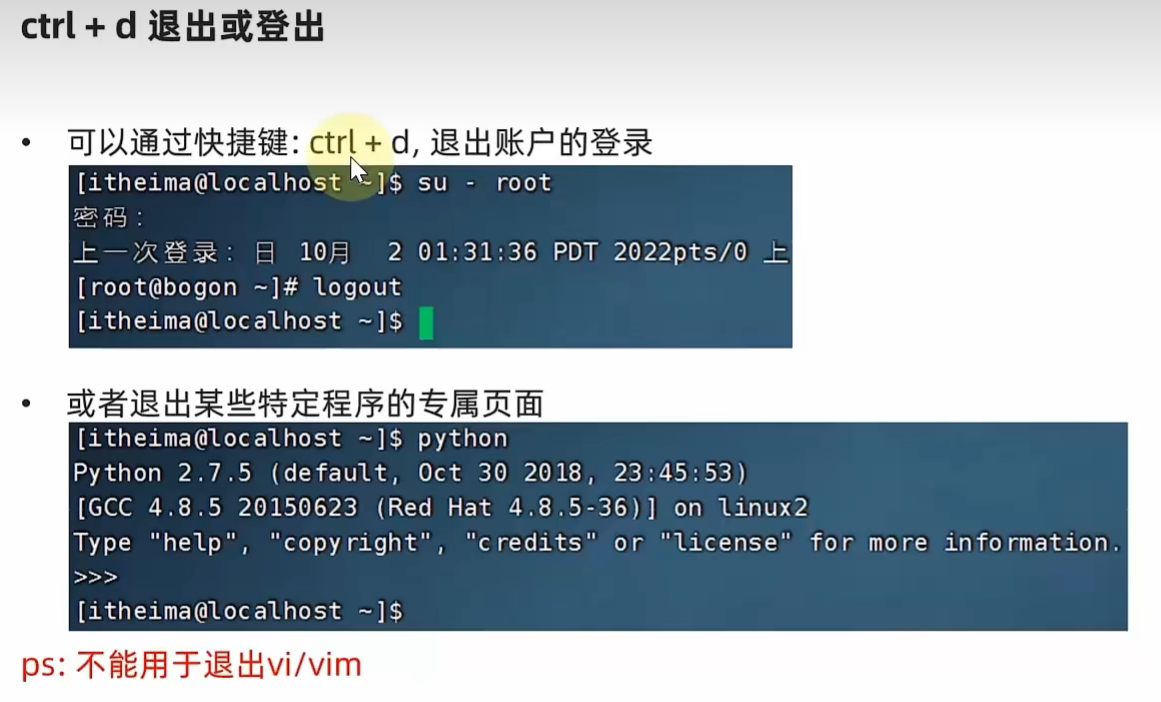 ctrl + d 退出或登出
• 可以通过快捷键: ctrl + d, 退出账户的登录
[itheima@localhost ~]$ su - root
密码：
上一次登录：日 10月  2 01:31:36 PDT 2022pts/0 上
[root@bogon ~]# logout
[itheima@localhost ~]$
• 或者退出某些特定程序的专属页面
[itheima@localhost ~]$ python
Python 2.7.5 (default, Oct 30 2018, 23:45:53)
[GCC 4.8.5 20150623 (Red Hat 4.8.5-36)] on linux2
Type "help", "copyright", "credits" or "license" for more information.
>>>
[itheima@localhost ~]$
ps: 不能用于退出vi/vim